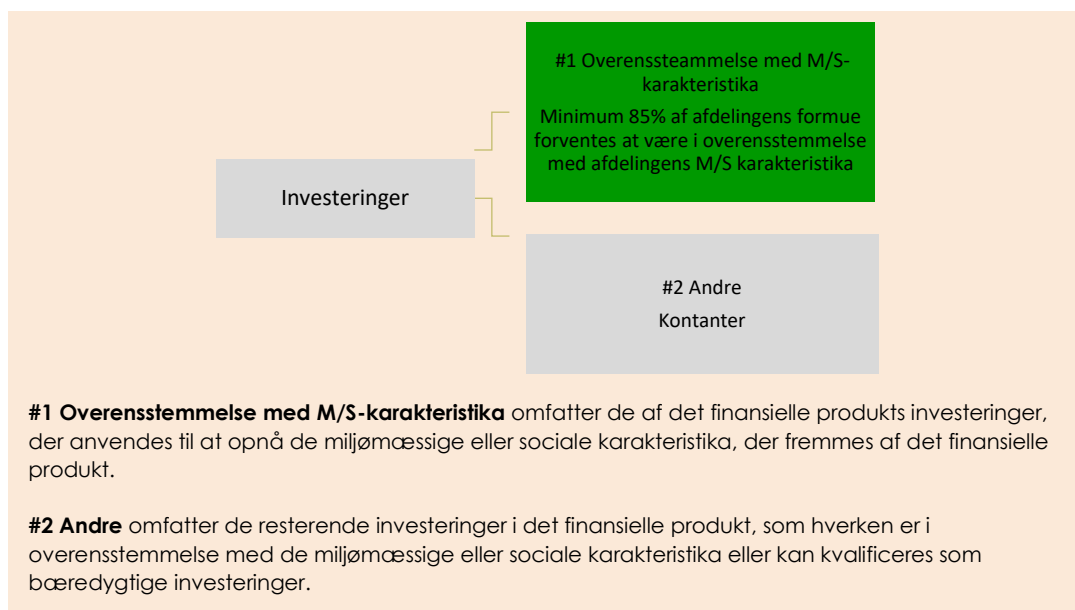 #1 Overenssteammelse med M/S-
karakteristika
Minimum 85% af afdelingens formue
forventes at være i overensstemmelse
med afdelingens M/S karakteristika
Investeringer
#2 Andre
Kontanter
#1 Overensstemmelse med M/S-karakteristika omfatter de af det finansielle produkts investeringer,
der anvendes til at opnå de miljømæssige eller sociale karakteristika, der fremmes af det finansielle
produkt.
#2 Andre omfatter de resterende investeringer i det finansielle produkt, som hverken er i
overensstemmelse med de miljømæssige eller sociale karakteristika eller kan kvalificeres som
bæredygtige investeringer.